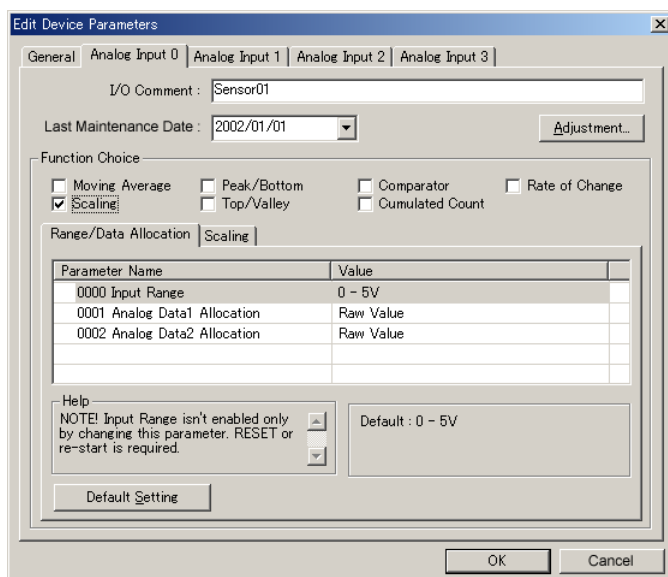 Edit Device Parameters
General Analog Input 0 Analog Input 1 Analog Input 2 Analog Input 3
I/O Comment : Sensor01
Last Maintenance Date : 2002/01/01
Adjustment...
Function Choice
Moving Average Peak/Bottom Comparator Rate of Change
Scaling Top/Valley Cumulated Count
Range/Data Allocation Scaling
Parameter Name Value
0000 Input Range 0 - 5V
0001 Analog Data1 Allocation Raw Value
0002 Analog Data2 Allocation Raw Value
Help
NOTE! Input Range isn't enabled only
by changing this parameter. RESET or
re-start is required.
Default : 0 - 5V
Default Setting
OK Cancel